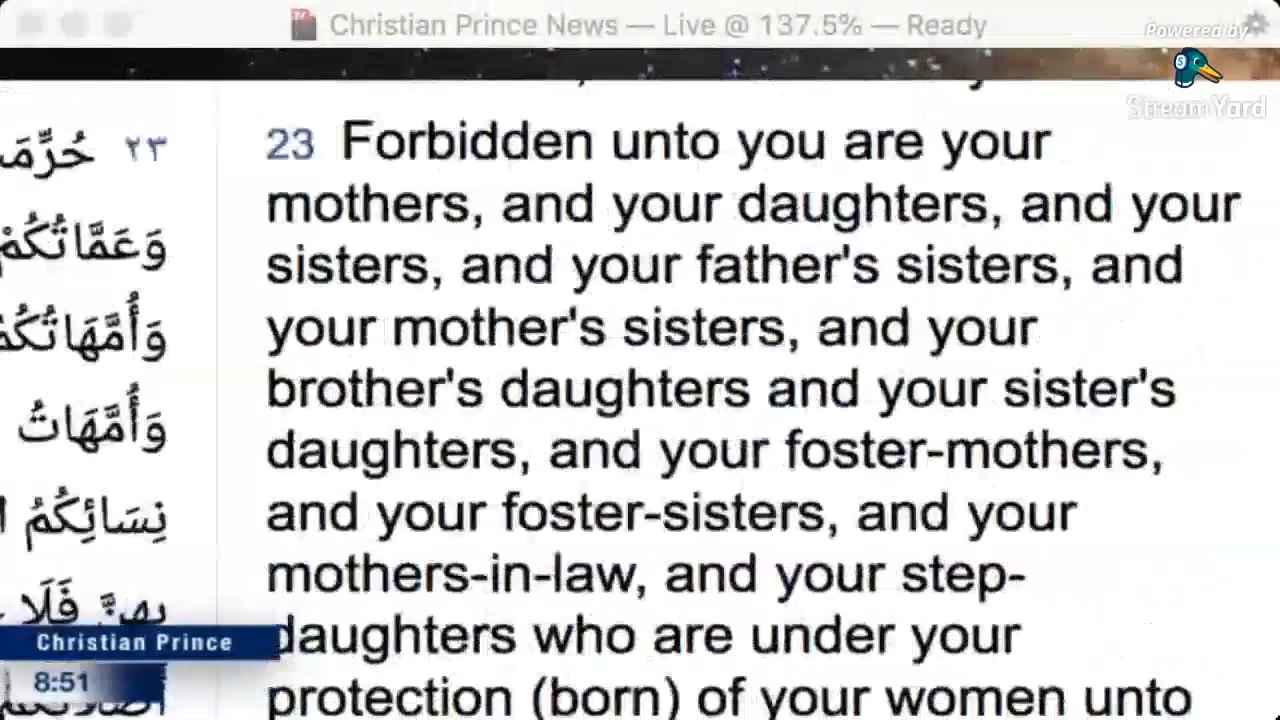 Christian Prince News — Live @ 137.5% — Ready
Powered by
StreamYard
٢٣
وَعَمَّاتُكُمْ
وَأُمَّهَاتُكُمُ
وَأُمَّهَاتُ
نِسَائِكُمُ
بِهِنَّ فَلَا
23 Forbidden unto you are your
mothers, and your daughters, and your
sisters, and your father's sisters, and
your mother's sisters, and your
brother's daughters and your sister's
daughters, and your foster-mothers,
and your foster-sisters, and your
mothers-in-law, and your step-
daughters who are under your
protection (born) of your women unto
Christian Prince
8:51